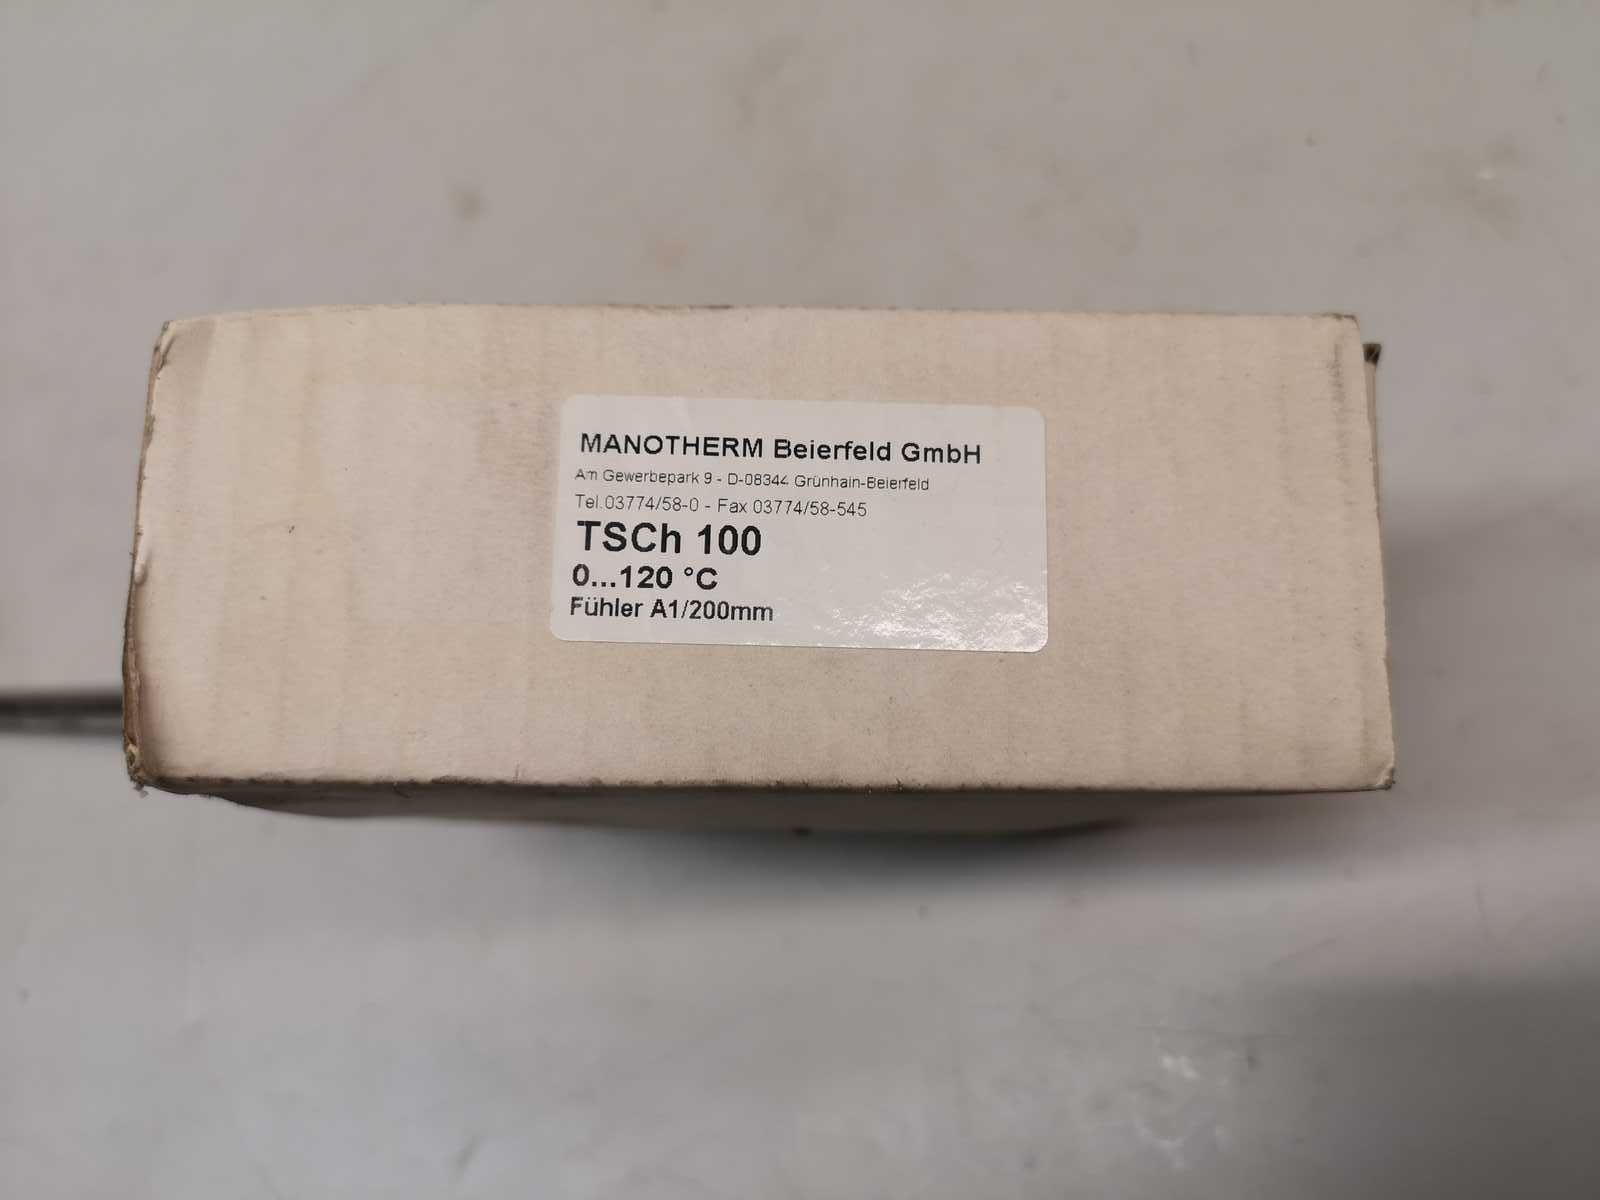 MANOTHERM Beierfeld GmbH
Am Gewerbepark 9 - D-08344 Grünhain-Beierfeld
Tel.03774/58-0 - Fax 03774/58-545
TSCh 100
0...120 °C
Fühler A1/200mm